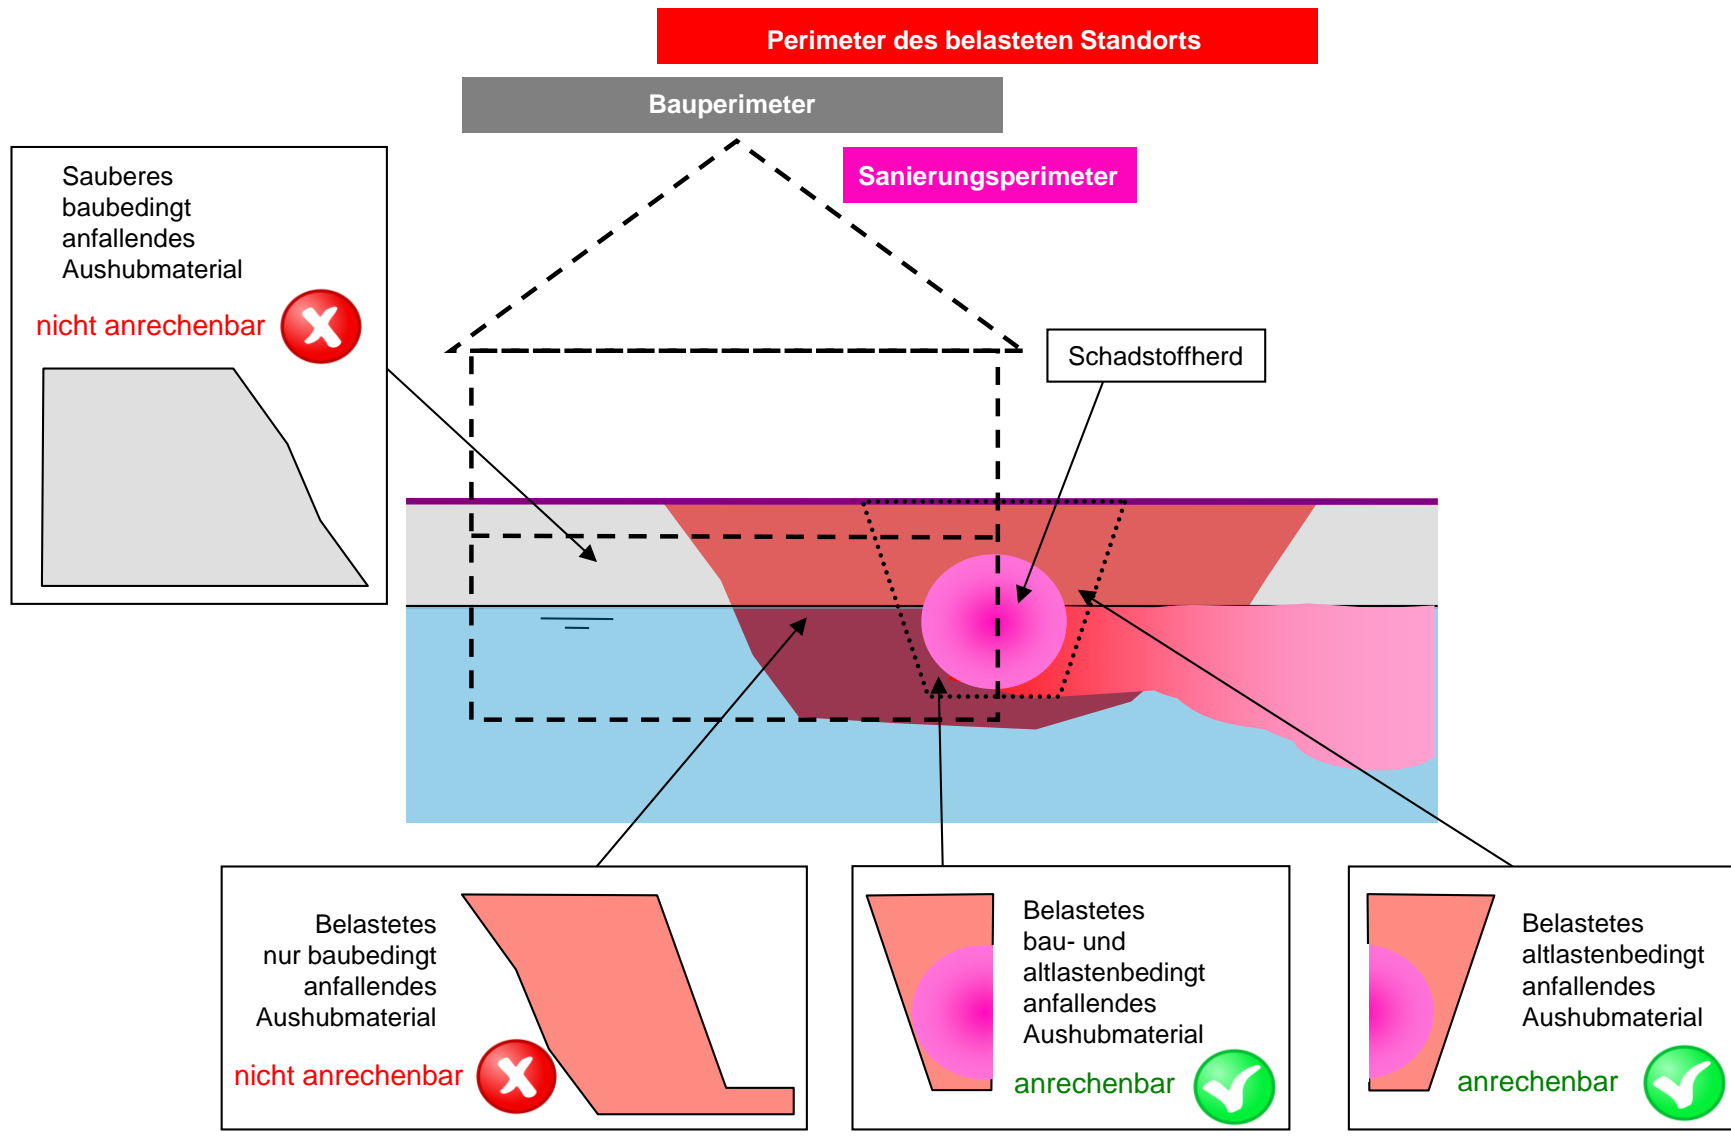 Perimeter des belasteten Standorts
Bauperimeter
Sanierungsperimeter
Sauberes
baubedingt
anfallendes
Aushubmaterial
nicht anrechenbar
Schadstoffherd
Belastetes
nur baubedingt
anfallendes
Aushubmaterial
nicht anrechenbar
Belastetes
bau- und
altlastenbedingt
anfallendes
Aushubmaterial
anrechenbar
Belastetes
altlastenbedingt
anfallendes
Aushubmaterial
anrechenbar